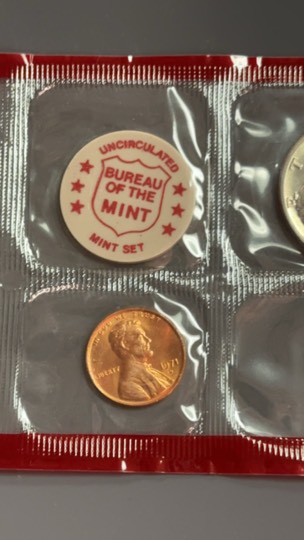 UNCIRCULATED
BUREAU
OF THE
MINT
MINT SET
LIBERTY
1971